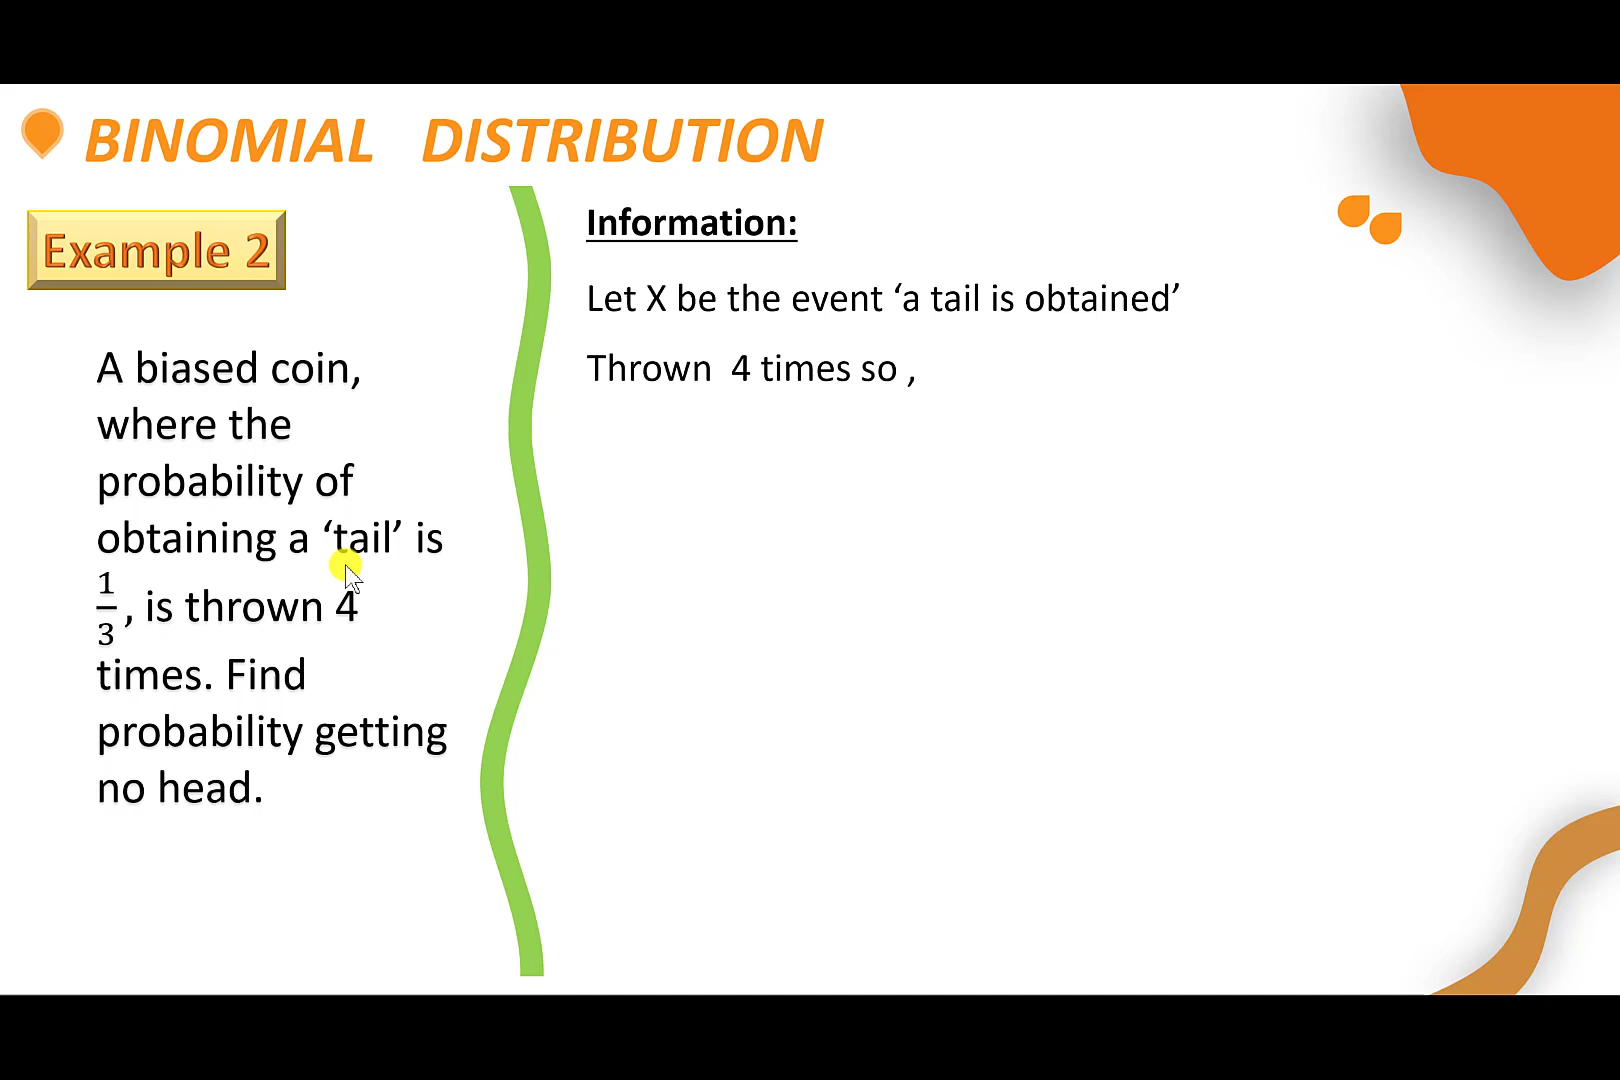 BINOMIAL DISTRIBUTION
Example 2
A biased coin,
where the
probability of
obtaining a ‘tail’ is
1/3, is thrown 4
times. Find
probability getting
no head.
Information:
Let X be the event ‘a tail is obtained’
Thrown 4 times so ,